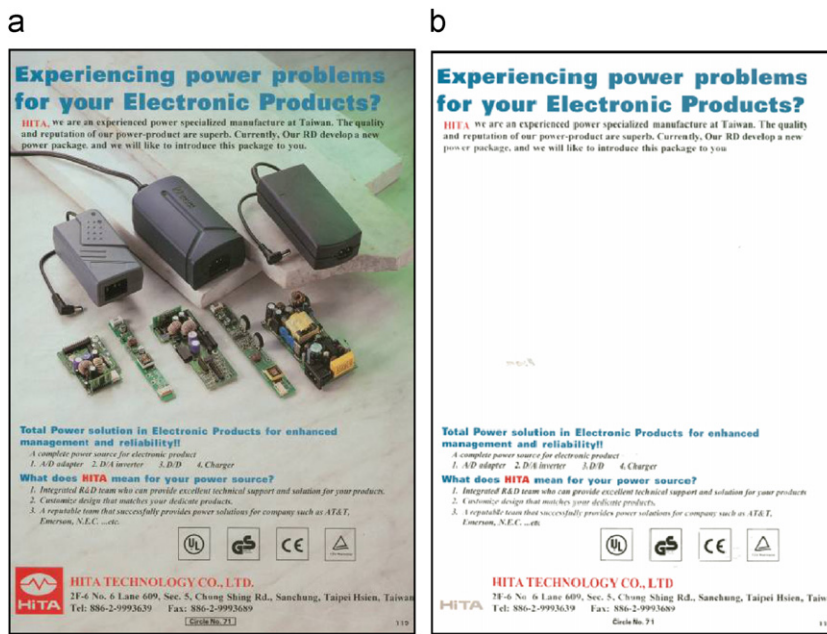 a
Experiencing power problems
for your Electronic Products?
HITA, we are an experienced power specialized manufacture at Taiwan. The quality
and reputation of our power-product are superb. Currently, Our RD develop a new
power package, and we will like to introduce this package to you.
Total Power solution in Electronic Products for enhanced
management and reliability!!
A complete power source for electronic product
1. A/D adapter 2. D/A inverter 3. D/D 4. Charger
What does HITA mean for your power source?
1. Integrated R&D team who can provide excellent technical support and solution for your products.
2. Customize design that matches your dedicate products.
3. A reputable team that successfully provides power solutions for company such as AT&T,
Emerson, N.E.C. ...etc.
UL GS CE
HITA
HITA TECHNOLOGY CO., LTD.
2F-6 No. 6 Lane 609, Sec. 5, Chung Shing Rd., Sanchung, Taipei Hsien, Taiwan
Tel: 886-2-9993639 Fax: 886-2-9993689
Circle No. 71
b
Experiencing power problems
for your Electronic Products?
HITA we are an experienced power specialized manufacture at Taiwan. The quality
and reputation of our power-product are superb. Currently, Our RD develop a new
power package, and we will like to introduce this package to you
Total Power solution in Electronic Products for enhanced
management and reliability!!
A complete power source for electronic product
1. A/D adapter 2. D/A inverter 3. D/D 4. Charger
What does HITA mean for your power source?
1. Integrated R&D team who can provide excellent technical support and solution for your products
2. Customize design that matches your dedicate products.
3. A reputable team that successfully provides power solutions for company such as AT&T,
Emerson, N.E.C. ...etc
UL GS CE
HITA
HITA TECHNOLOGY CO., LTD
2F-6 No. 6 Lane 609, Sec. 5, Chung Shing Rd., Sanchung, Taipei Hsien, Taiw
Tel: 886-2-9993639 Fax: 886-2-9993689
Circle No. 71